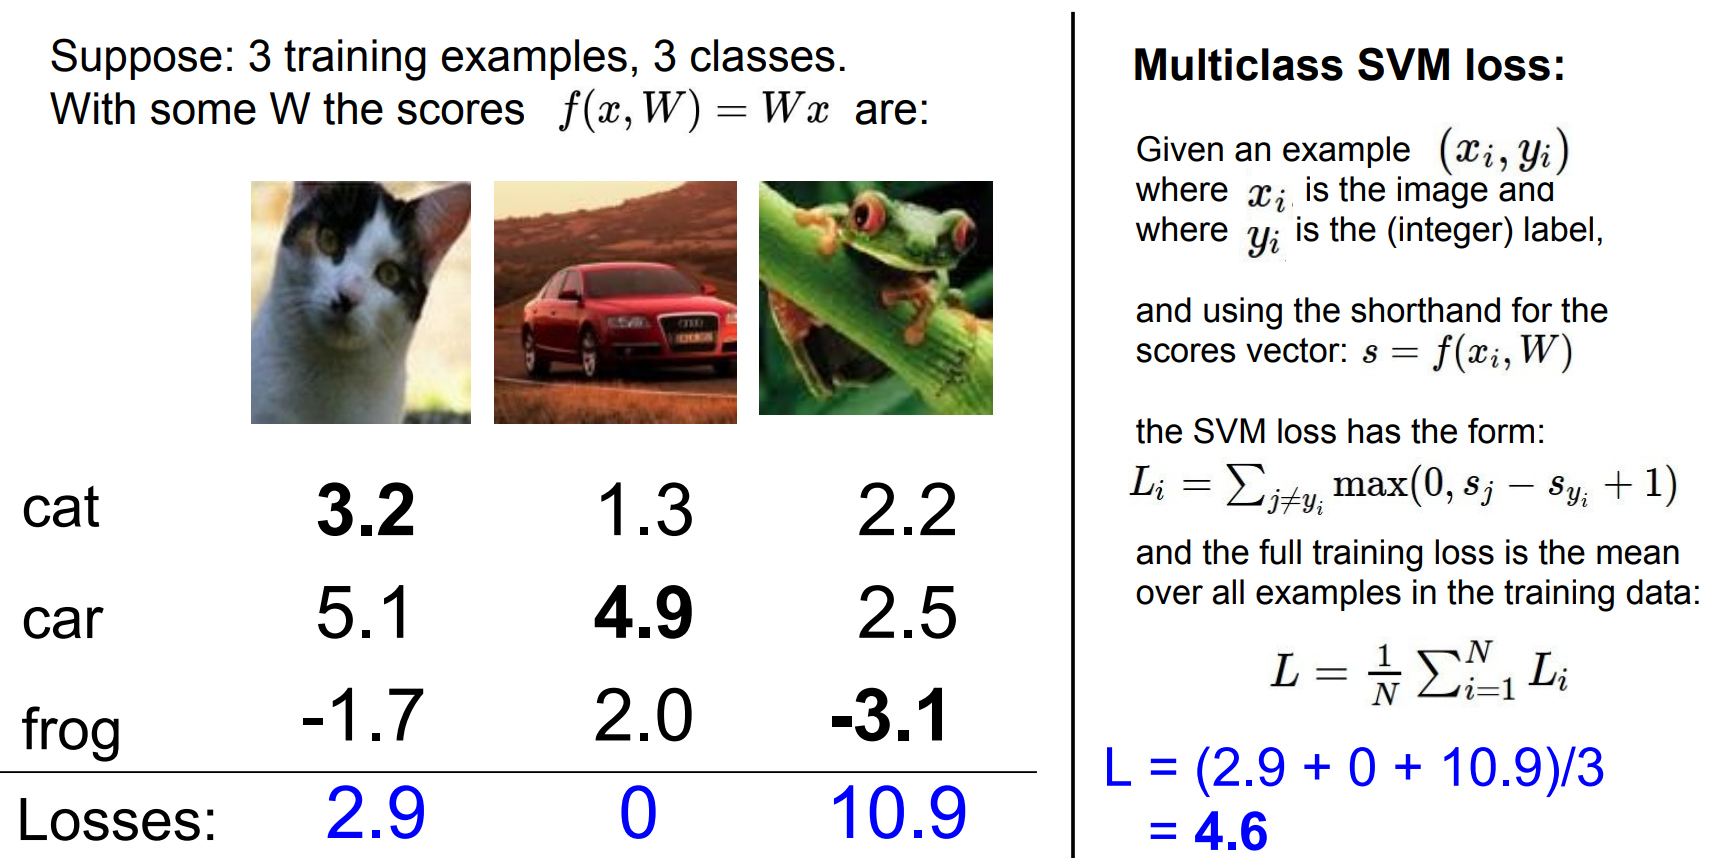 Suppose: 3 training examples, 3 classes.
With some W the scores f(x, W) = Wx are:
cat 3.2 1.3 2.2
car 5.1 4.9 2.5
frog -1.7 2.0 -3.1
Losses: 2.9 0 10.9
Multiclass SVM loss:
Given an example (x_i, y_i)
where x_i is the image and
where y_i is the (integer) label,
and using the shorthand for the
scores vector: s = f(x_i, W)
the SVM loss has the form:
L_i = ∑_{j≠y_i} max(0, s_j − s_{y_i} + 1)
and the full training loss is the mean
over all examples in the training data:
L = \frac{1}{N} ∑_{i=1}^{N} L_i
L = (2.9 + 0 + 10.9)/3
= 4.6